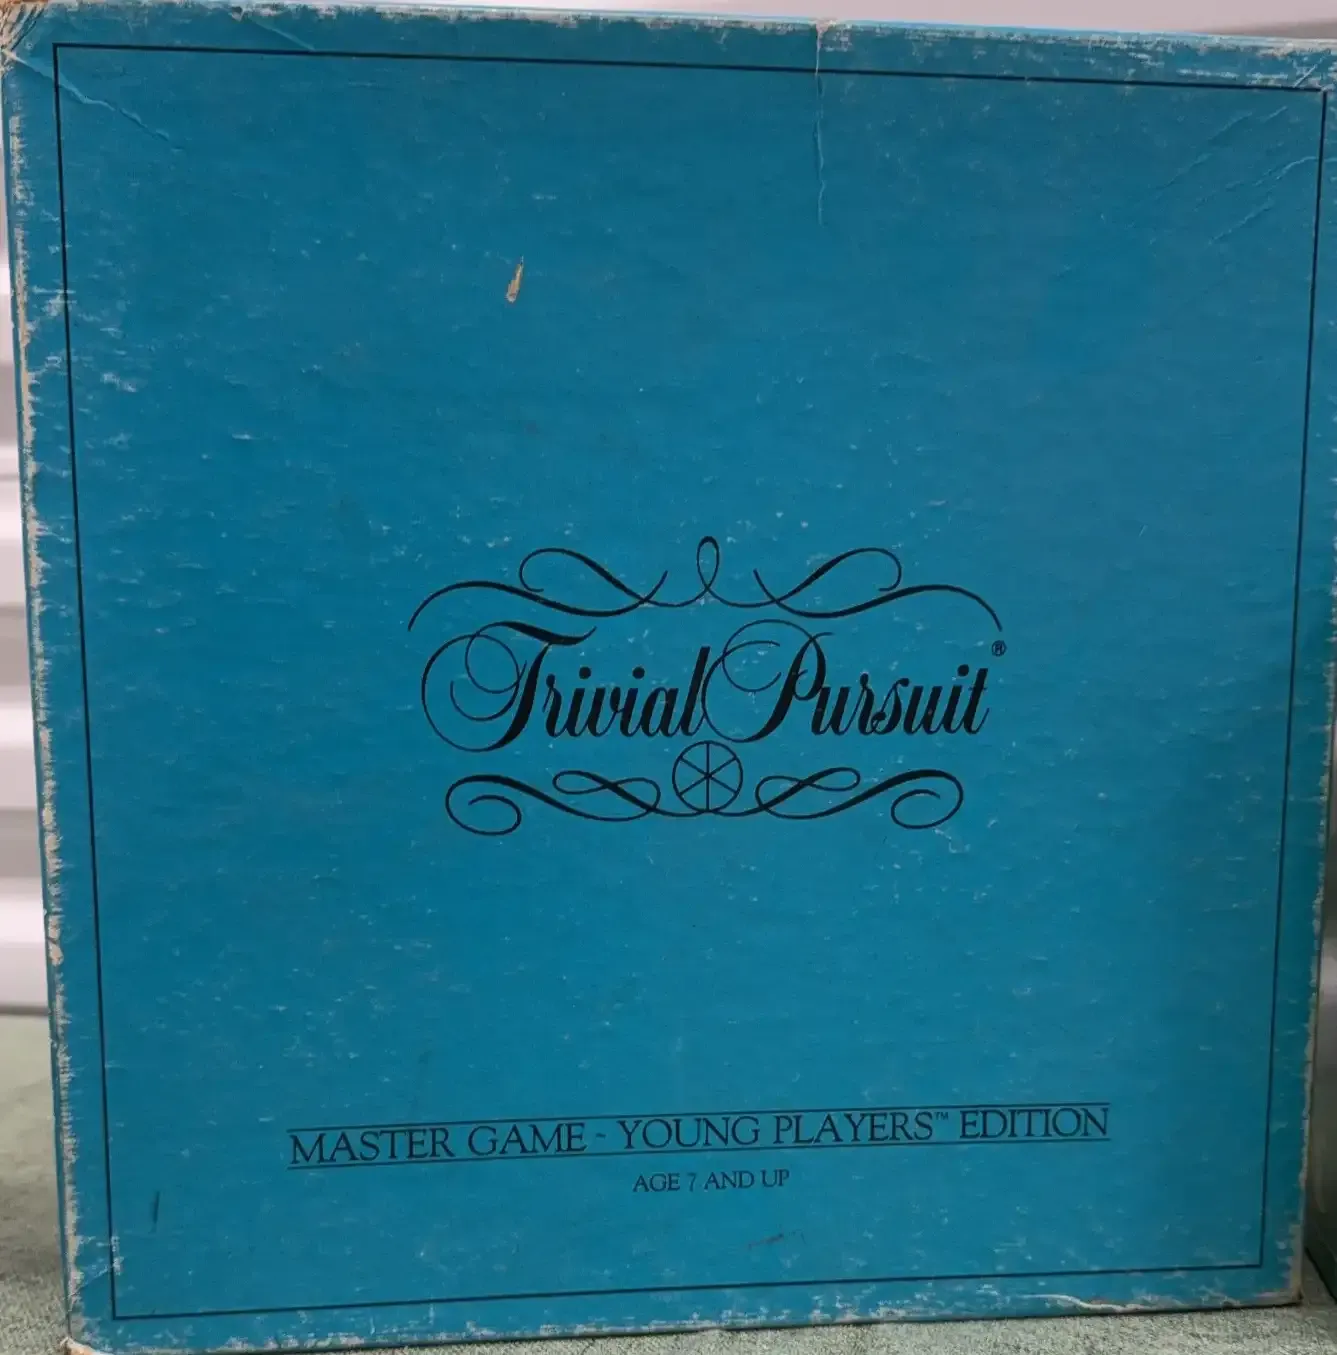 Trivial Pursuit®
MASTER GAME - YOUNG PLAYERS™ EDITION
AGE 7 AND UP